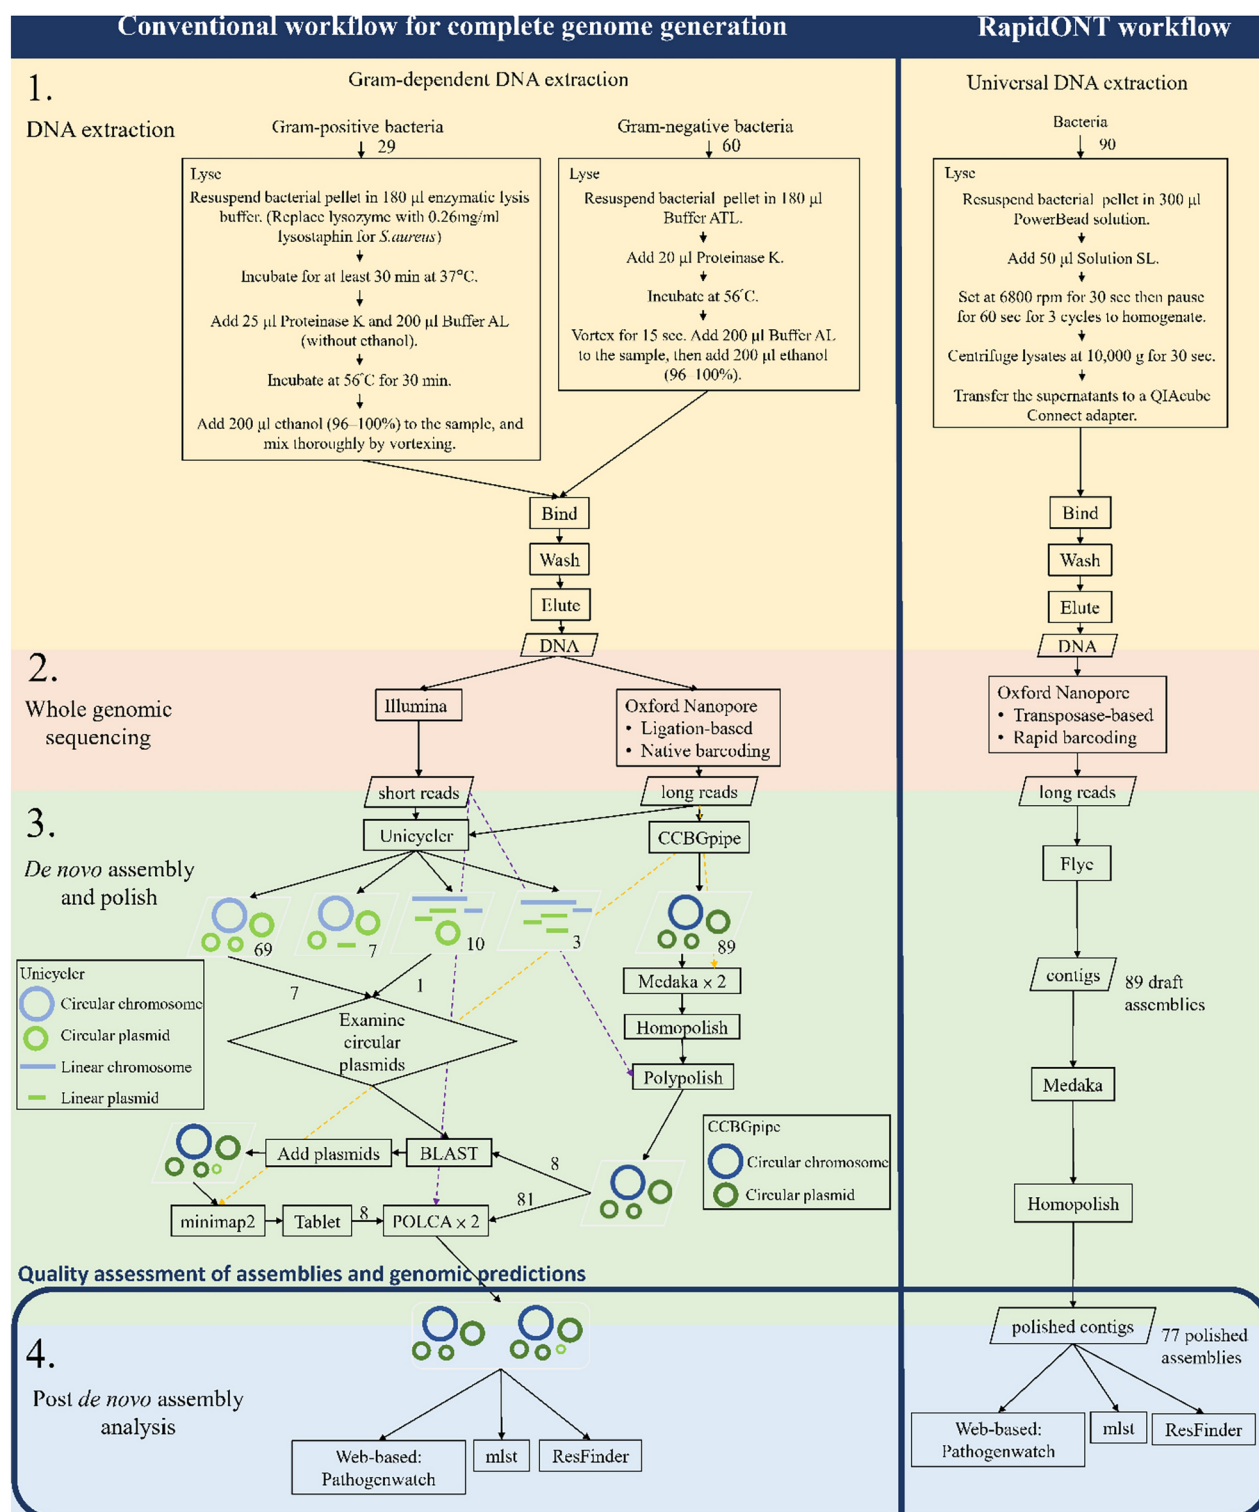 Conventional workflow for complete genome generation
RapidONT workflow
1.
DNA extraction
Gram-dependent DNA extraction
Gram-positive bacteria
29
Lyse
Resuspend bacterial pellet in 180 µl enzymatic lysis
buffer. (Replace lysozyme with 0.26mg/ml
lysostaphin for S.aureus)
Incubate for at least 30 min at 37°C.
Add 25 µl Proteinase K and 200 µl Buffer AL
(without ethanol).
Incubate at 56°C for 30 min.
Add 200 µl ethanol (96–100%) to the sample, and
mix thoroughly by vortexing.
Gram-negative bacteria
60
Lyse
Resuspend bacterial pellet in 180 µl
Buffer ATL.
Add 20 µl Proteinase K.
Incubate at 56°C.
Vortex for 15 sec. Add 200 µl Buffer AL
to the sample, then add 200 µl ethanol
(96–100%).
Bind
Wash
Elute
DNA
Universal DNA extraction
Bacteria
90
Lyse
Resuspend bacterial pellet in 300 µl
PowerBead solution.
Add 50 µl Solution SL.
Set at 6800 rpm for 30 sec then pause
for 60 sec for 3 cycles to homogenate.
Centrifuge lysates at 10,000 g for 30 sec.
Transfer the supernatants to a QIAcube
Connect adapter.
Bind
Wash
Elute
DNA
2.
Whole genomic
sequencing
Illumina
Oxford Nanopore
• Ligation-based
• Native barcoding
short reads
long reads
Oxford Nanopore
• Transposase-based
• Rapid barcoding
long reads
3.
De novo assembly
and polish
Unicycler
CCBGpipe
69
7
10
3
89
Unicycler
Circular chromosome
Circular plasmid
Linear chromosome
Linear plasmid
7
1
Examine
circular
plasmids
Medaka × 2
Homopolish
Polypolish
Add plasmids
BLAST
8
81
minimap2
Tablet
8
POLCA × 2
CCBGpipe
Circular chromosome
Circular plasmid
Flye
contigs
89 draft
assemblies
Medaka
Homopolish
Quality assessment of assemblies and genomic predictions
4.
Post de novo assembly
analysis
Web-based:
Pathogenwatch
mlst
ResFinder
polished contigs
77 polished
assemblies
Web-based:
Pathogenwatch
mlst
ResFinder